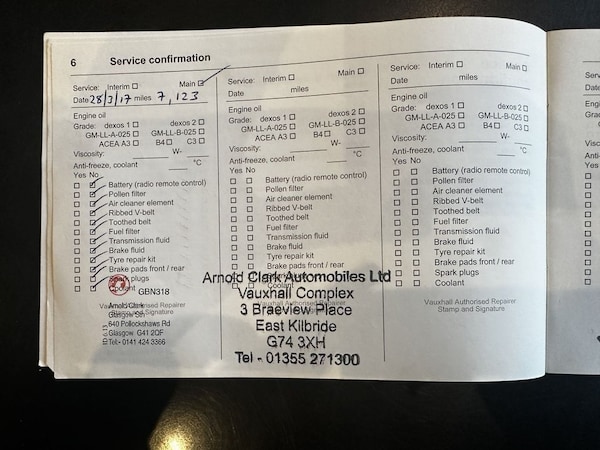 6 Service confirmation
Service: Interim ☐ Main ☑
Date 28/3/17 miles 7,123
Engine oil
Grade: dexos 1 ☐ dexos 2 ☐
GM-LL-A-025 ☐ GM-LL-B-025 ☐
ACEA A3 ☐ B4 ☐ C3 ☐
Viscosity: W-
Anti-freeze, coolant °C
Yes No
☐ ☑ Battery (radio remote control)
☐ ☑ Pollen filter
☐ ☑ Air cleaner element
☐ ☑ Ribbed V-belt
☐ ☑ Toothed belt
☐ ☑ Fuel filter
☐ ☑ Transmission fluid
☐ ☑ Brake fluid
☐ ☑ Tyre repair kit
☐ ☑ Brake pads front / rear
☐ ☑ Spark plugs
Coolant
GBN318
Vauxhall Authorised Repairer
Stamp and Signature
Arnold Clark
640 Pollockshaws Rd
Glasgow. G41 2QF
Tel:- 0141 424 3366
Service: Interim ☐ Main ☐
Date miles
Engine oil
Grade: dexos 1 ☐ dexos 2 ☐
GM-LL-A-025 ☐ GM-LL-B-025 ☐
ACEA A3 ☐ B4 ☐ C3 ☐
Viscosity: W-
Anti-freeze, coolant °C
Yes No
☐ ☐ Battery (radio remote control)
☐ ☐ Pollen filter
☐ ☐ Air cleaner element
☐ ☐ Ribbed V-belt
☐ ☐ Toothed belt
☐ ☐ Fuel filter
☐ ☐ Transmission fluid
☐ ☐ Brake fluid
☐ ☐ Tyre repair kit
☐ ☐ Brake pads front / rear
☐ ☐ Coolant
Arnold Clark Automobiles Ltd
Vauxhall Complex
3 Braeview Place
East Kilbride
G74 3XH
Tel - 01355 271300
Service: Interim ☐ Main ☐
Date miles
Engine oil
Grade: dexos 1 ☐ dexos 2 ☐
GM-LL-A-025 ☐ GM-LL-B-025 ☐
ACEA A3 ☐ B4 ☐ C3 ☐
Viscosity: W-
Anti-freeze, coolant °C
Yes No
☐ ☐ Battery (radio remote control)
☐ ☐ Pollen filter
☐ ☐ Air cleaner element
☐ ☐ Ribbed V-belt
☐ ☐ Toothed belt
☐ ☐ Fuel filter
☐ ☐ Transmission fluid
☐ ☐ Brake fluid
☐ ☐ Tyre repair kit
☐ ☐ Brake pads front / rear
☐ ☐ Spark plugs
☐ ☐ Coolant
Vauxhall Authorised Repairer
Stamp and Signature